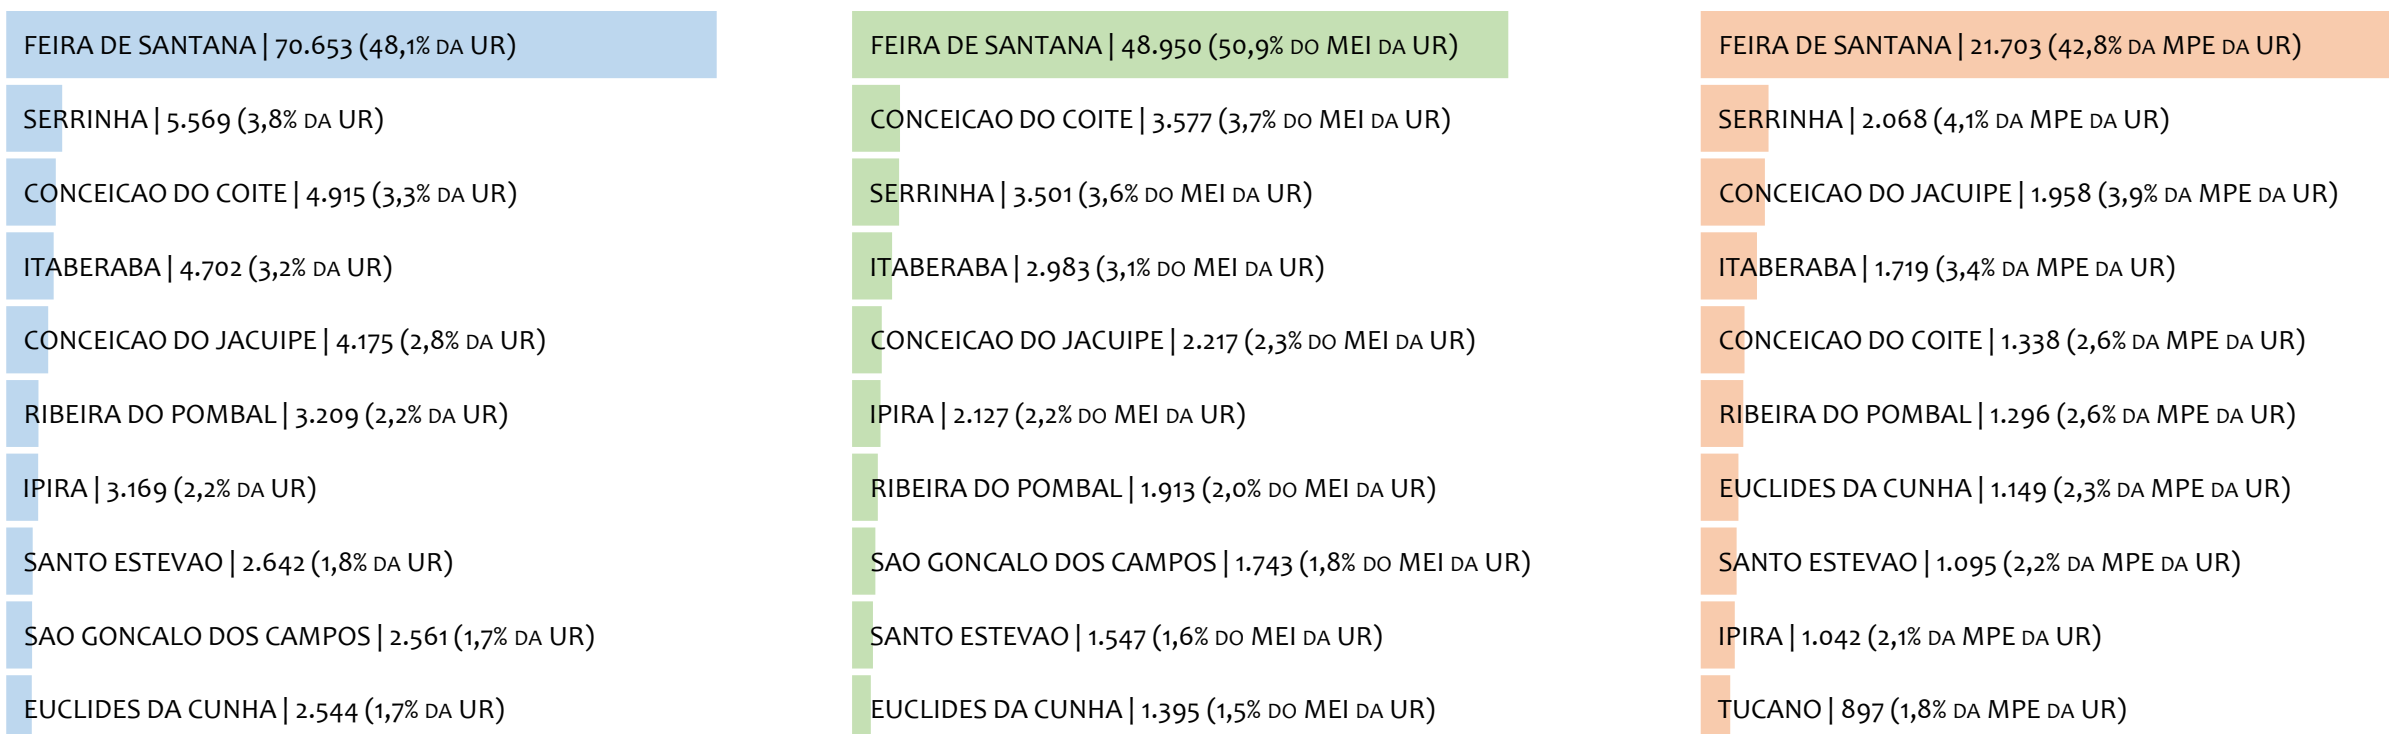 FEIRA DE SANTANA | 70.653 (48,1% DA UR)
SERRINHA | 5.569 (3,8% DA UR)
CONCEICAO DO COITE | 4.915 (3,3% DA UR)
ITABERABA | 4.702 (3,2% DA UR)
CONCEICAO DO JACUIPE | 4.175 (2,8% DA UR)
RIBEIRA DO POMBAL | 3.209 (2,2% DA UR)
IPIRA | 3.169 (2,2% DA UR)
SANTO ESTEVAO | 2.642 (1,8% DA UR)
SAO GONCALO DOS CAMPOS | 2.561 (1,7% DA UR)
EUCLIDES DA CUNHA | 2.544 (1,7% DA UR)
FEIRA DE SANTANA | 48.950 (50,9% DO MEI DA UR)
CONCEICAO DO COITE | 3.577 (3,7% DO MEI DA UR)
SERRINHA | 3.501 (3,6% DO MEI DA UR)
ITABERABA | 2.983 (3,1% DO MEI DA UR)
CONCEICAO DO JACUIPE | 2.217 (2,3% DO MEI DA UR)
IPIRA | 2.127 (2,2% DO MEI DA UR)
RIBEIRA DO POMBAL | 1.913 (2,0% DO MEI DA UR)
SAO GONCALO DOS CAMPOS | 1.743 (1,8% DO MEI DA UR)
SANTO ESTEVAO | 1.547 (1,6% DO MEI DA UR)
EUCLIDES DA CUNHA | 1.395 (1,5% DO MEI DA UR)
FEIRA DE SANTANA | 21.703 (42,8% DA MPE DA UR)
SERRINHA | 2.068 (4,1% DA MPE DA UR)
CONCEICAO DO JACUIPE | 1.958 (3,9% DA MPE DA UR)
ITABERABA | 1.719 (3,4% DA MPE DA UR)
CONCEICAO DO COITE | 1.338 (2,6% DA MPE DA UR)
RIBEIRA DO POMBAL | 1.296 (2,6% DA MPE DA UR)
EUCLIDES DA CUNHA | 1.149 (2,3% DA MPE DA UR)
SANTO ESTEVAO | 1.095 (2,2% DA MPE DA UR)
IPIRA | 1.042 (2,1% DA MPE DA UR)
TUCANO | 897 (1,8% DA MPE DA UR)